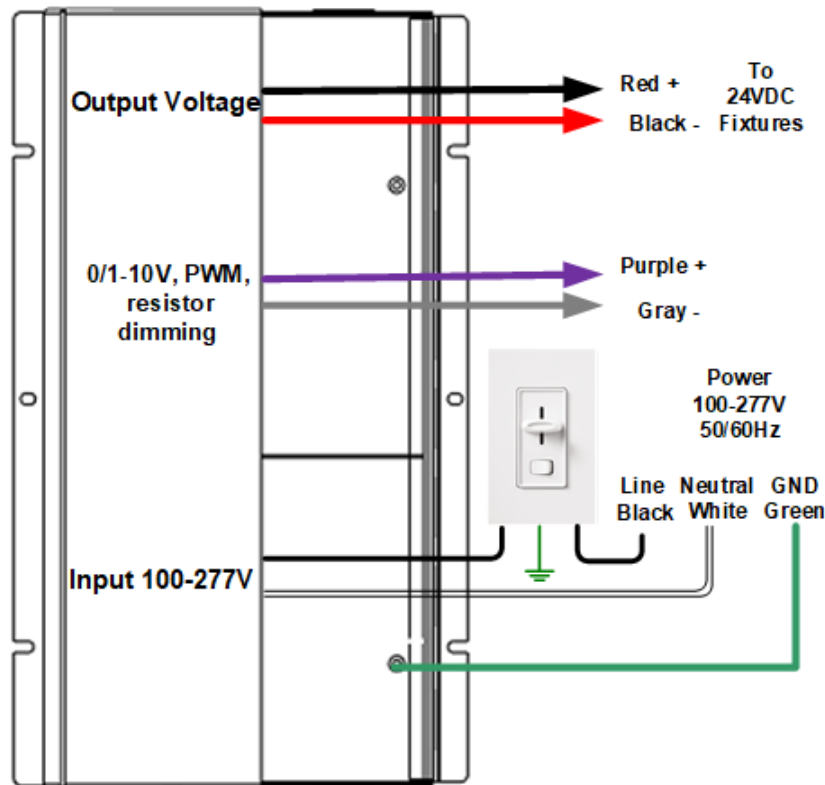 Output Voltage
Red +
Black -
To
24VDC
Fixtures
0/1-10V, PWM,
resistor
dimming
Purple +
Gray -
Power
100-277V
50/60Hz
Line
Black
Neutral
White
GND
Green
Input 100-277V